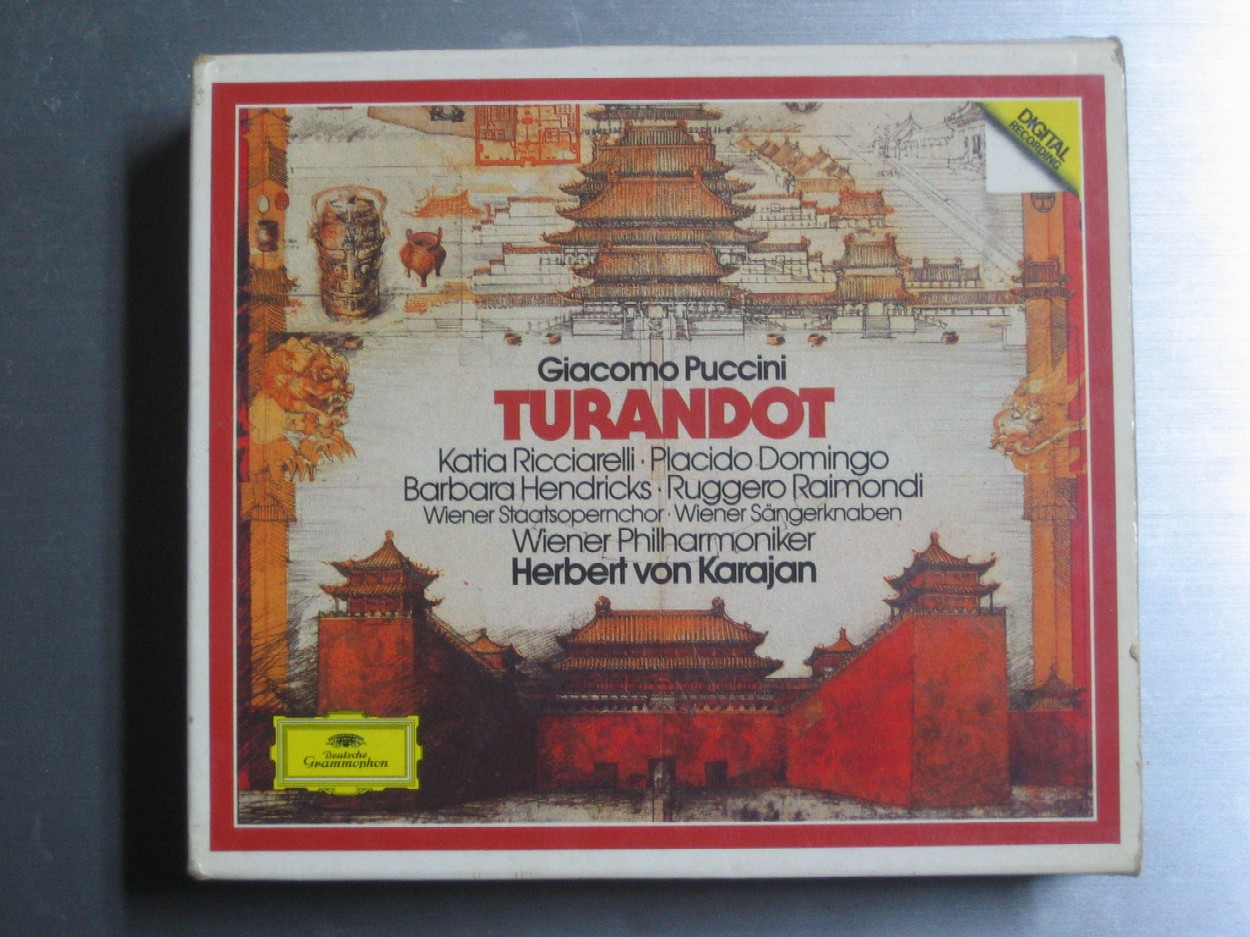 DIGITAL
RECORDING
Giacomo Puccini
TURANDOT
Katia Ricciarelli · Placido Domingo
Barbara Hendricks · Ruggero Raimondi
Wiener Staatsopernchor · Wiener Sängerknaben
Wiener Philharmoniker
Herbert von Karajan
Deutsche
Grammophon